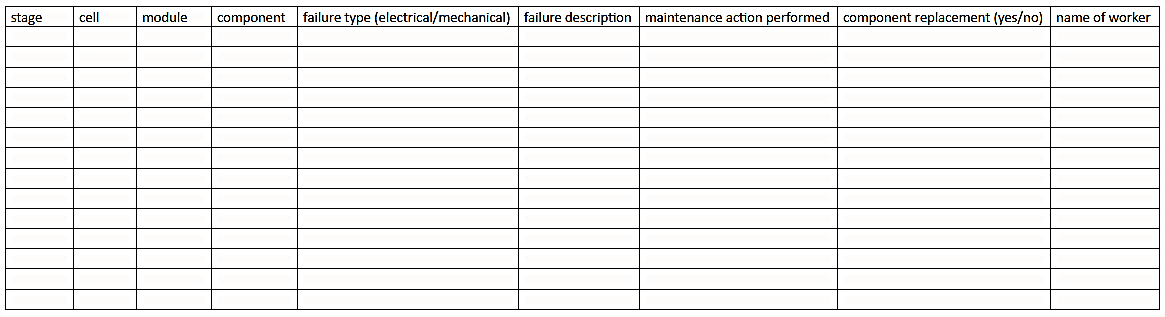 stage cell module component failure type (electrical/mechanical) failure description maintenance action performed component replacement (yes/no) name of worker